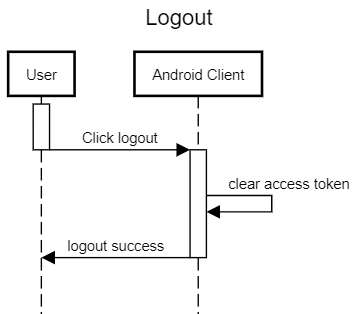 Logout
User
Android Client
Click logout
clear access token
logout success